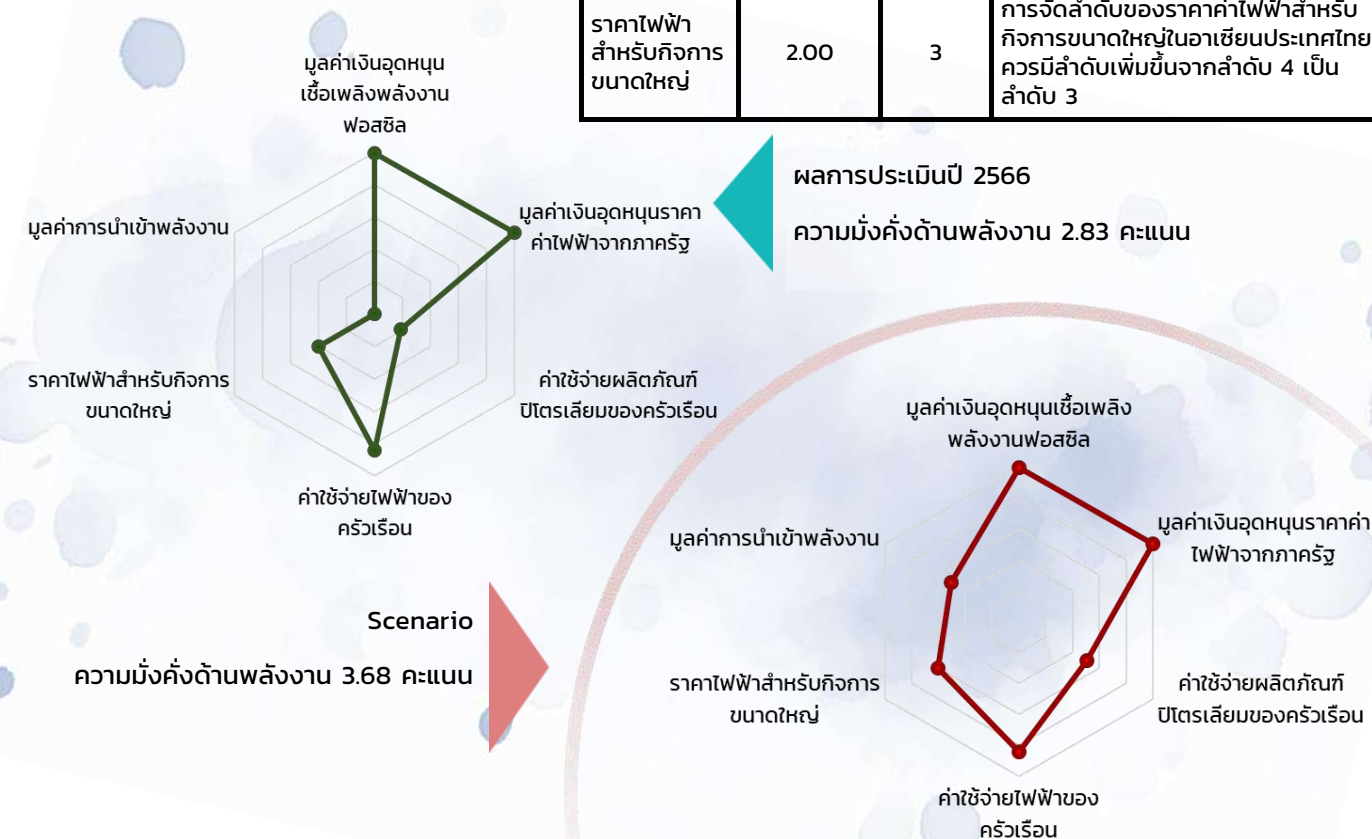 ราคาไฟฟ้า
สำหรับกิจการ
ขนาดใหญ่
2.00
3
การจัดลำดับของราคาค่าไฟฟ้าสำหรับ
กิจการขนาดใหญ่ในอาเซียนประเทศไทย
ควรมีลำดับเพิ่มขึ้นจากลำดับ 4 เป็น
ลำดับ 3
มูลค่าเงินอุดหนุน
เชื้อเพลิงพลังงาน
ฟอสซิล
มูลค่าเงินอุดหนุนราคา
ค่าไฟฟ้าจากภาครัฐ
ค่าใช้จ่ายผลิตภัณฑ์
ปิโตรเลียมของครัวเรือน
ค่าใช้จ่ายไฟฟ้าของ
ครัวเรือน
ราคาไฟฟ้าสำหรับกิจการ
ขนาดใหญ่
มูลค่าการนำเข้าพลังงาน
ผลการประเมินปี 2566
ความมั่งคั่งด้านพลังงาน 2.83 คะแนน
Scenario
ความมั่งคั่งด้านพลังงาน 3.68 คะแนน
มูลค่าเงินอุดหนุนเชื้อเพลิง
พลังงานฟอสซิล
มูลค่าเงินอุดหนุนราคาค่า
ไฟฟ้าจากภาครัฐ
ค่าใช้จ่ายผลิตภัณฑ์
ปิโตรเลียมของครัวเรือน
ค่าใช้จ่ายไฟฟ้าของ
ครัวเรือน
ราคาไฟฟ้าสำหรับกิจการ
ขนาดใหญ่
มูลค่าการนำเข้าพลังงาน